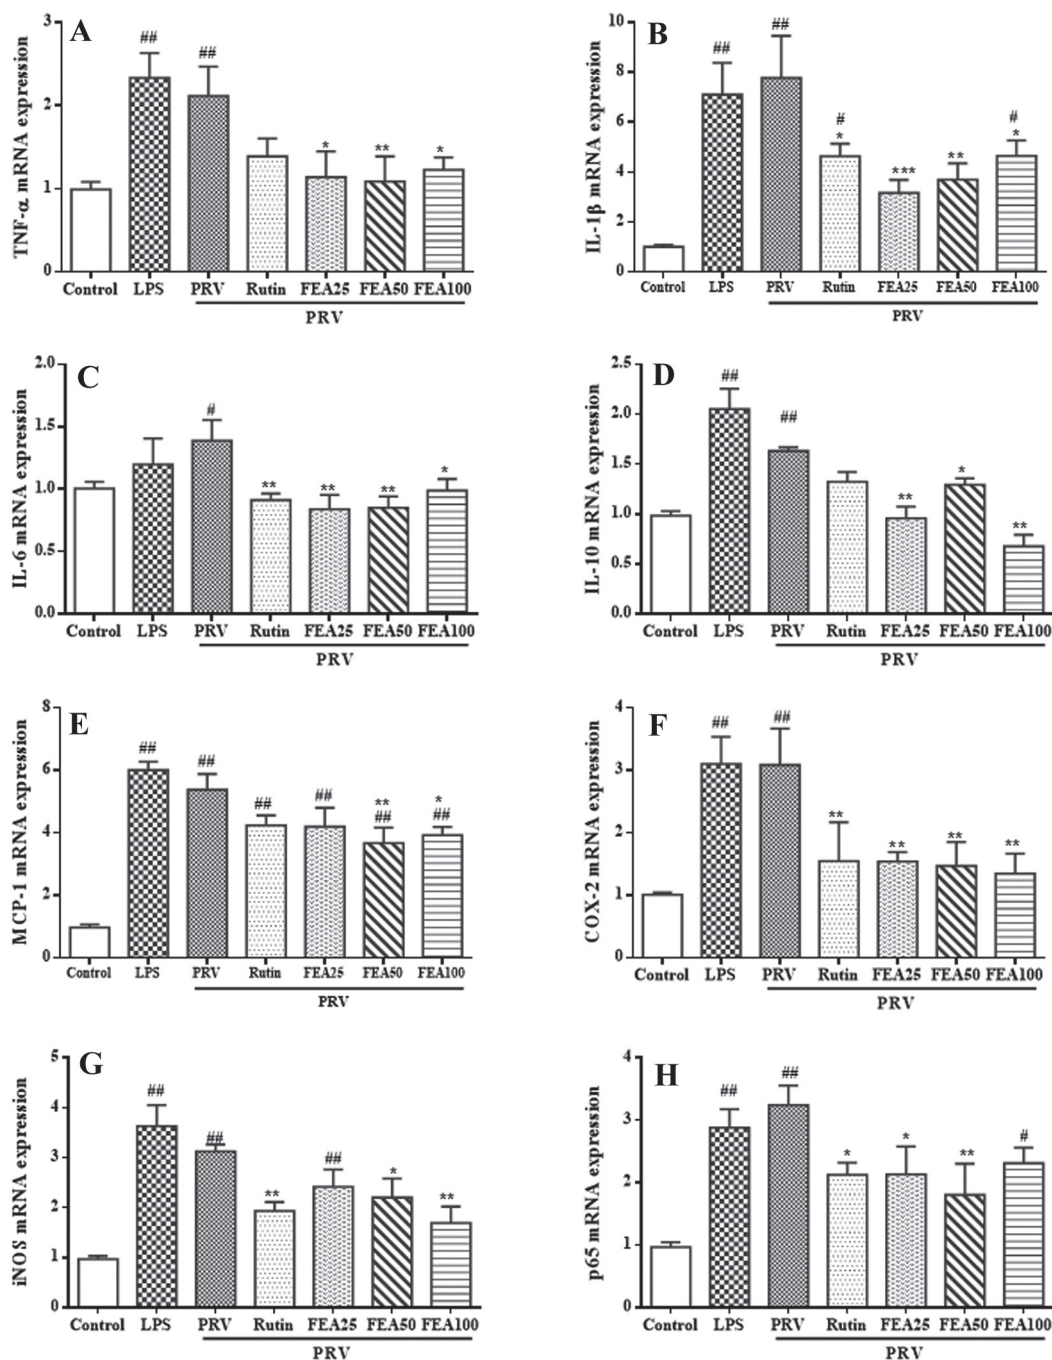 A
TNF-α mRNA expression
3
2
1
0
##
##
*
**
*
Control LPS PRV Rutin FEA25 FEA50 FEA100
PRV
B
IL-1β mRNA expression
10
8
6
4
2
0
##
##
#
*
***
**
#
*
Control LPS PRV Rutin FEA25 FEA50 FEA100
PRV
C
IL-6 mRNA expression
2.0
1.5
1.0
0.5
0.0
#
**
**
**
*
Control LPS PRV Rutin FEA25 FEA50 FEA100
PRV
D
IL-10 mRNA expression
2.5
2.0
1.5
1.0
0.5
0.0
##
##
**
*
**
Control LPS PRV Rutin FEA25 FEA50 FEA100
PRV
E
MCP-1 mRNA expression
8
6
4
2
0
##
##
##
##
**
##
*
##
Control LPS PRV Rutin FEA25 FEA50 FEA100
PRV
F
COX-2 mRNA expression
4
3
2
1
0
##
##
**
**
**
**
Control LPS PRV Rutin FEA25 FEA50 FEA100
PRV
G
iNOS mRNA expression
5
4
3
2
1
0
##
##
**
##
*
**
Control LPS PRV Rutin FEA25 FEA50 FEA100
PRV
H
p65 mRNA expression
4
3
2
1
0
##
##
*
*
**
#
Control LPS PRV Rutin FEA25 FEA50 FEA100
PRV